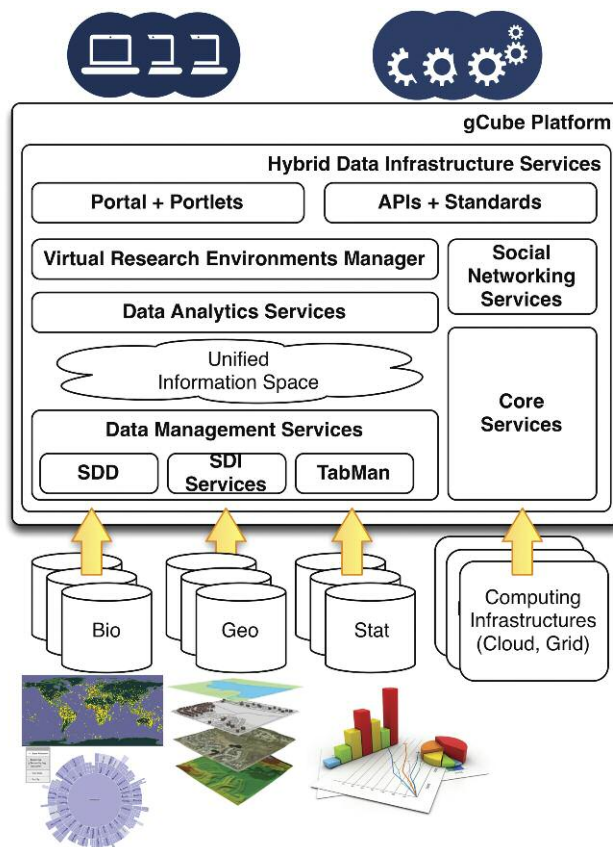 gCube Platform
Hybrid Data Infrastructure Services
Portal + Portlets
APIs + Standards
Virtual Research Environments Manager
Social
Networking
Services
Data Analytics Services
Unified
Information Space
Core
Services
Data Management Services
SDD
SDI
Services
TabMan
Bio
Geo
Stat
Computing
Infrastructures
(Cloud, Grid)